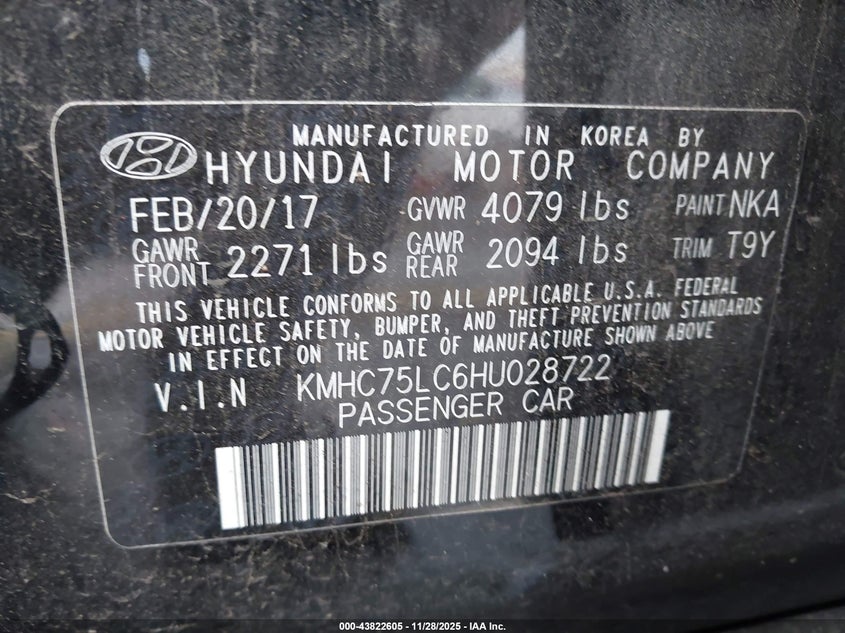 MANUFACTURED IN KOREA BY
HYUNDAI MOTOR COMPANY
FEB/20/17 GVWR 4079 lbs PAINT NKA
GAWR FRONT 2271 lbs GAWR REAR 2094 lbs TRIM T9Y
THIS VEHICLE CONFORMS TO ALL APPLICABLE U.S.A. FEDERAL
MOTOR VEHICLE SAFETY, BUMPER, AND THEFT PREVENTION STANDARDS
IN EFFECT ON THE DATE OF MANUFACTURE SHOWN ABOVE
V.I.N KMHC75LC6HU028722
PASSENGER CAR
000-43822605 - 11/28/2025 - IAA Inc.